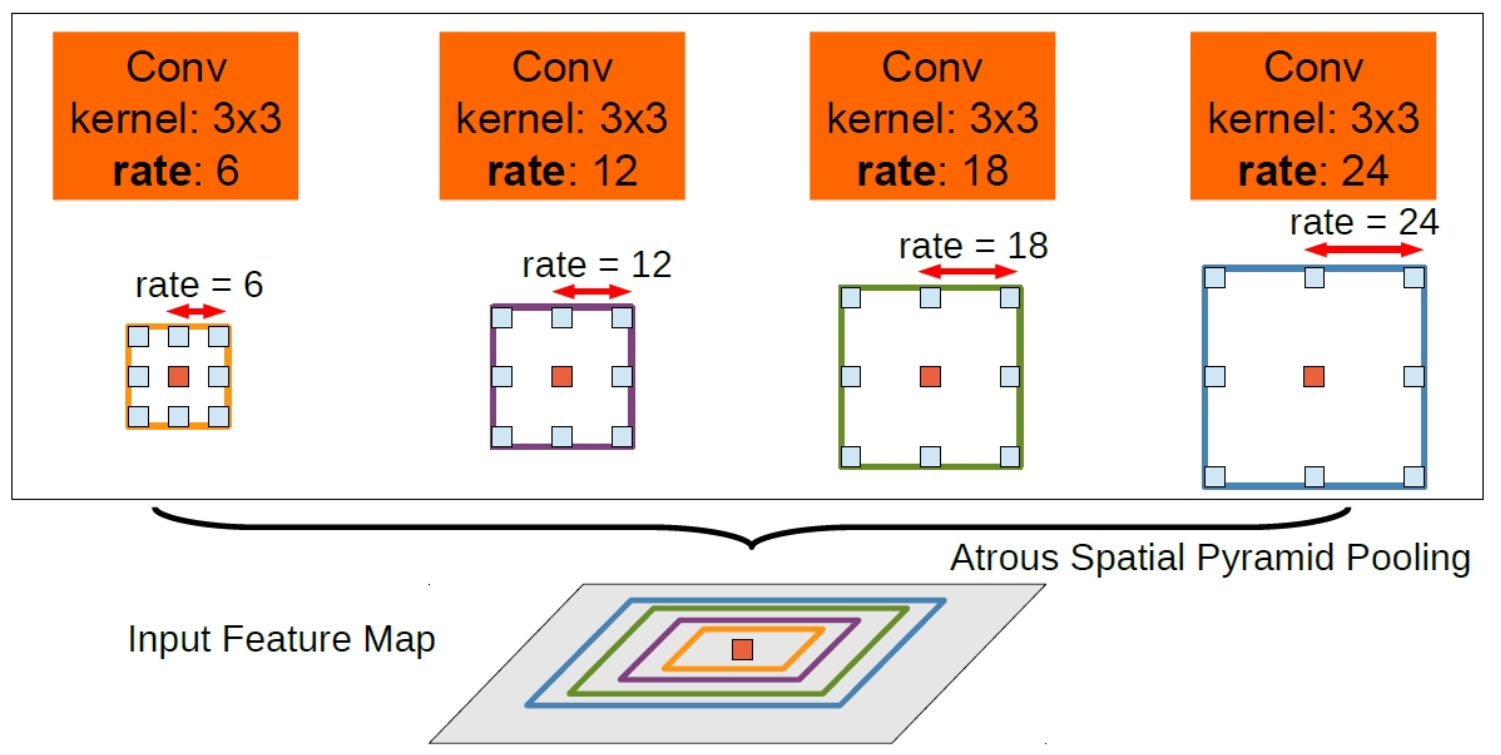 Conv
kernel: 3x3
rate: 6
Conv
kernel: 3x3
rate: 12
Conv
kernel: 3x3
rate: 18
Conv
kernel: 3x3
rate: 24
rate = 6
rate = 12
rate = 18
rate = 24
Atrous Spatial Pyramid Pooling
Input Feature Map